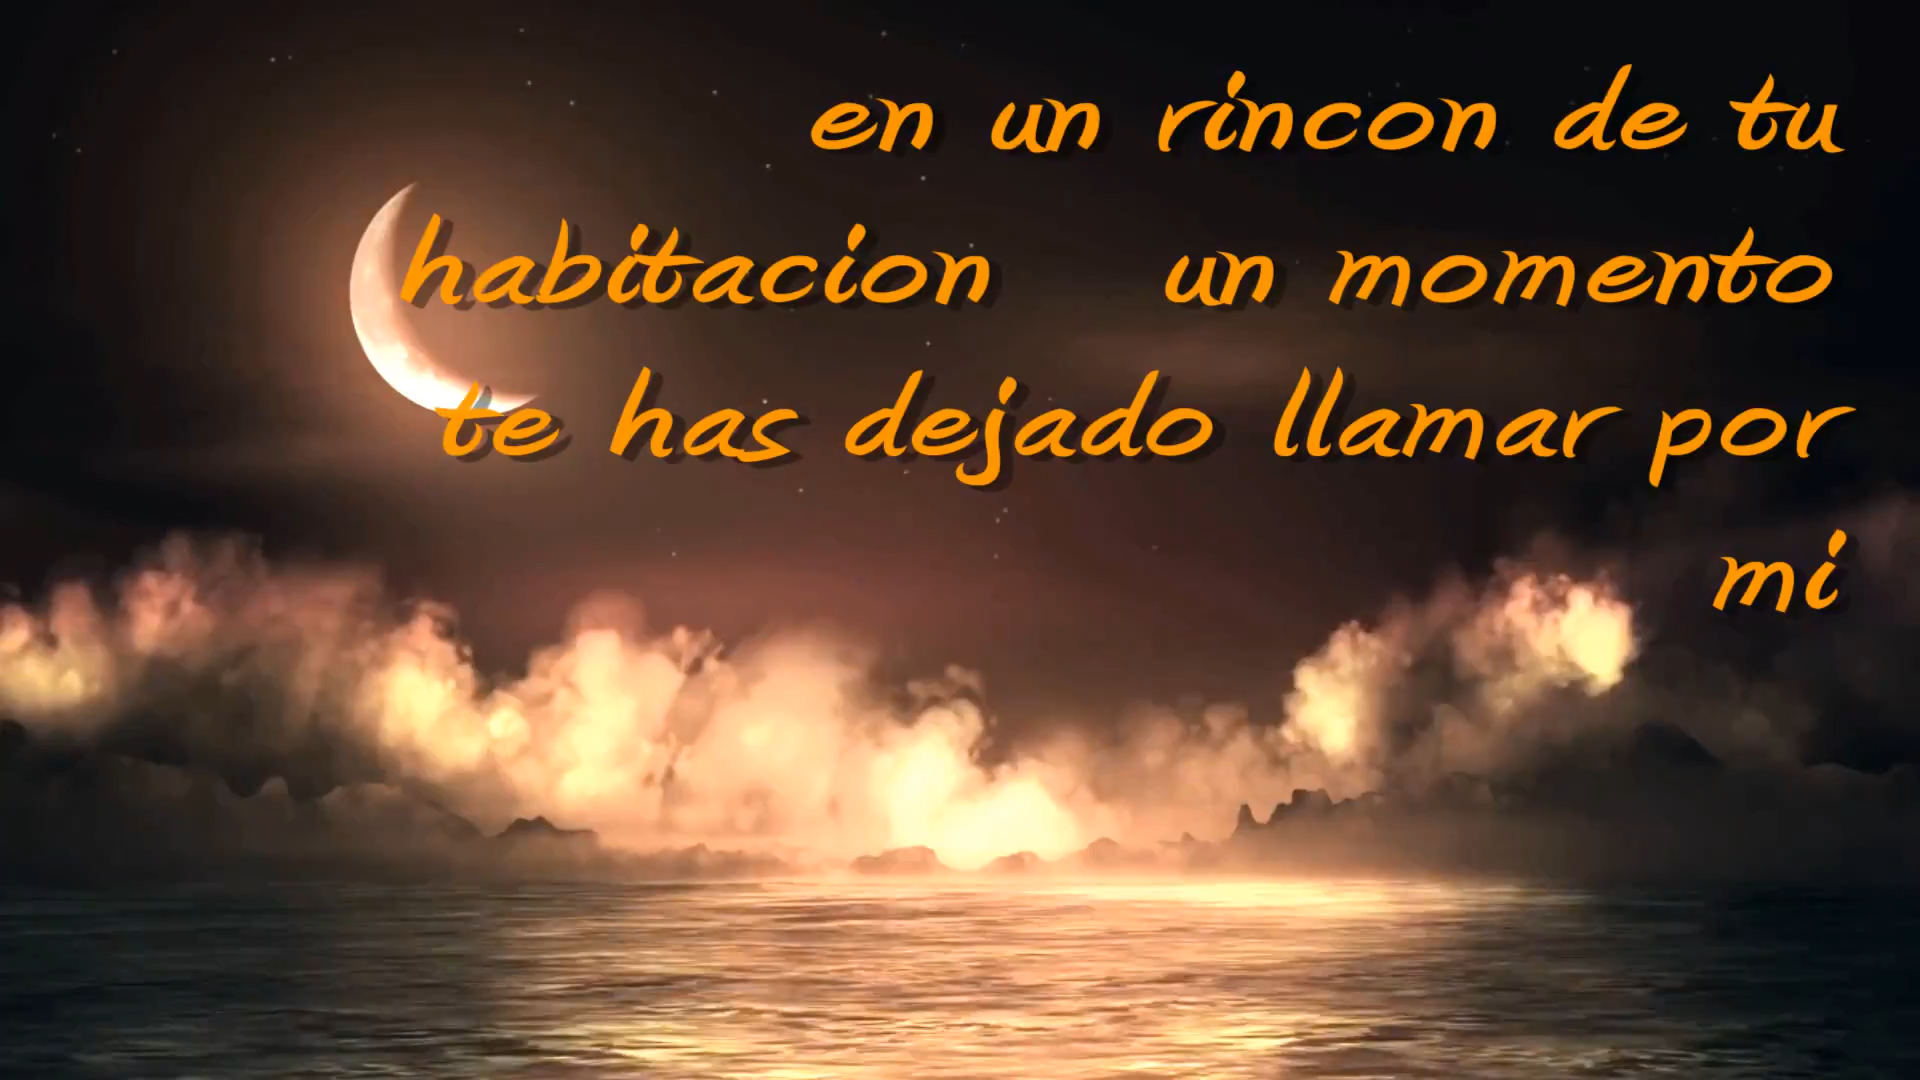 en un rincon de tu
habitacion un momento
te has dejado llamar por
mi